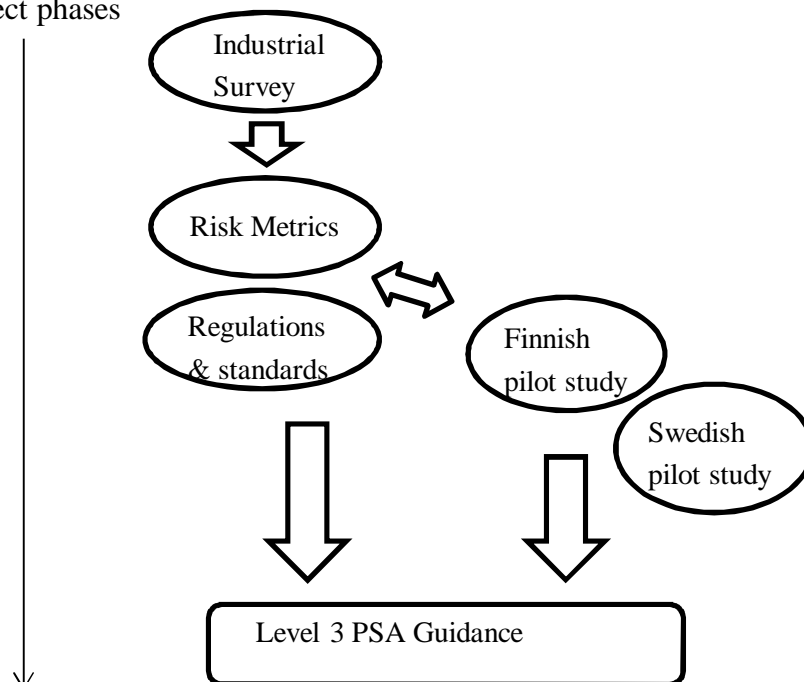 ect phases
Industrial
Survey
Risk Metrics
Regulations
& standards
Finnish
pilot study
Swedish
pilot study
Level 3 PSA Guidance